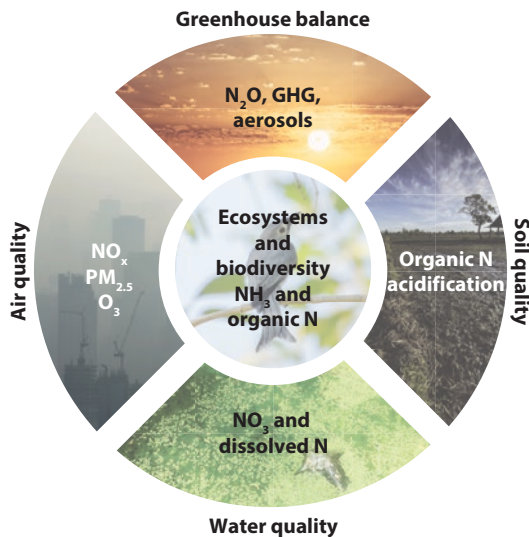 Greenhouse balance
N₂O, GHG,
aerosols
Air quality
NOₓ
PM₂.₅
O₃
Ecosystems
and
biodiversity
NH₃ and
organic N
Organic N
acidification
Soil quality
NO₃ and
dissolved N
Water quality